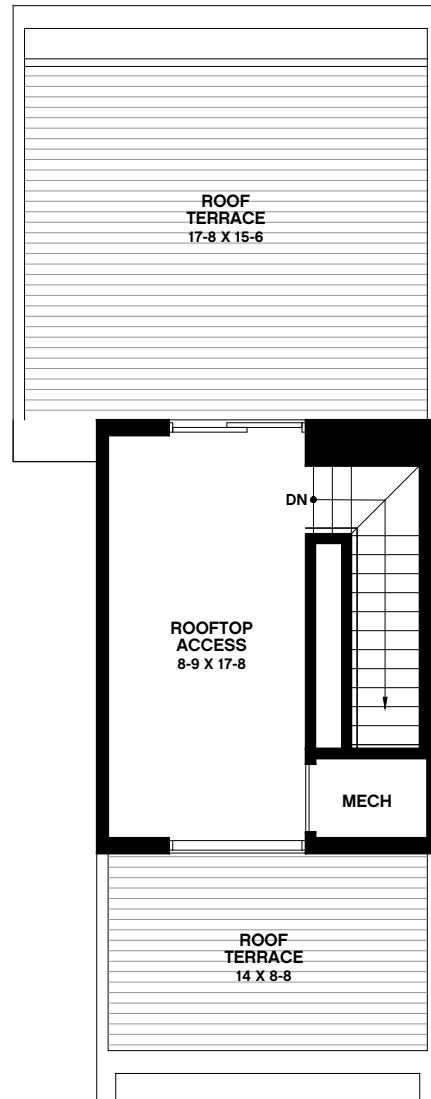 ROOF
TERRACE
17-8 X 15-6
DN
ROOFTOP
ACCESS
8-9 X 17-8
MECH
ROOF
TERRACE
14 X 8-8